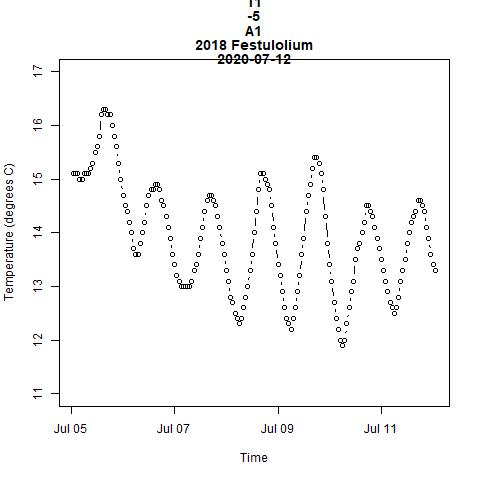 T1
-5
A1
2018 Festulolium
2020-07-12
Temperature (degrees C)
17
16
15
14
13
12
11
Jul 05 Jul 07 Jul 09 Jul 11
Time